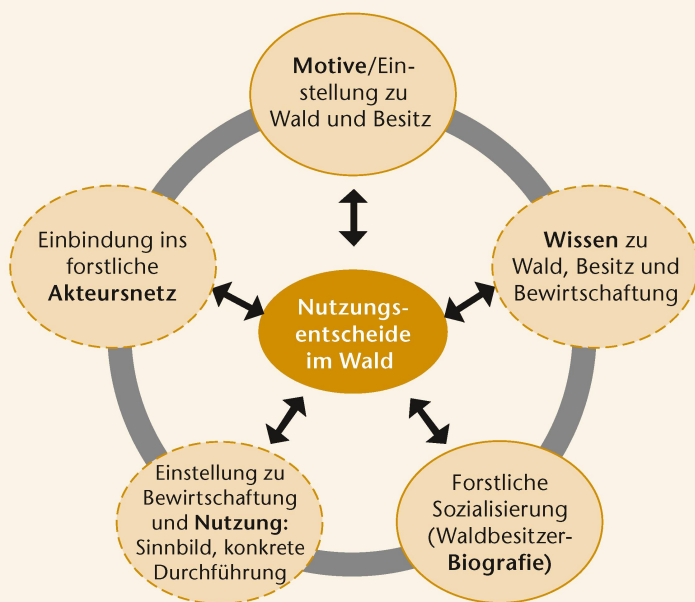 Motive/Ein-
stellung zu
Wald und Besitz
Einbindung ins
forstliche
Akteursnetz
Wissen zu
Wald, Besitz und
Bewirtschaftung
Nutzungs-
entscheide
im Wald
Einstellung zu
Bewirtschaftung
und Nutzung:
Sinnbild, konkrete
Durchführung
Forstliche
Sozialisierung
(Waldbesitzer-
Biografie)